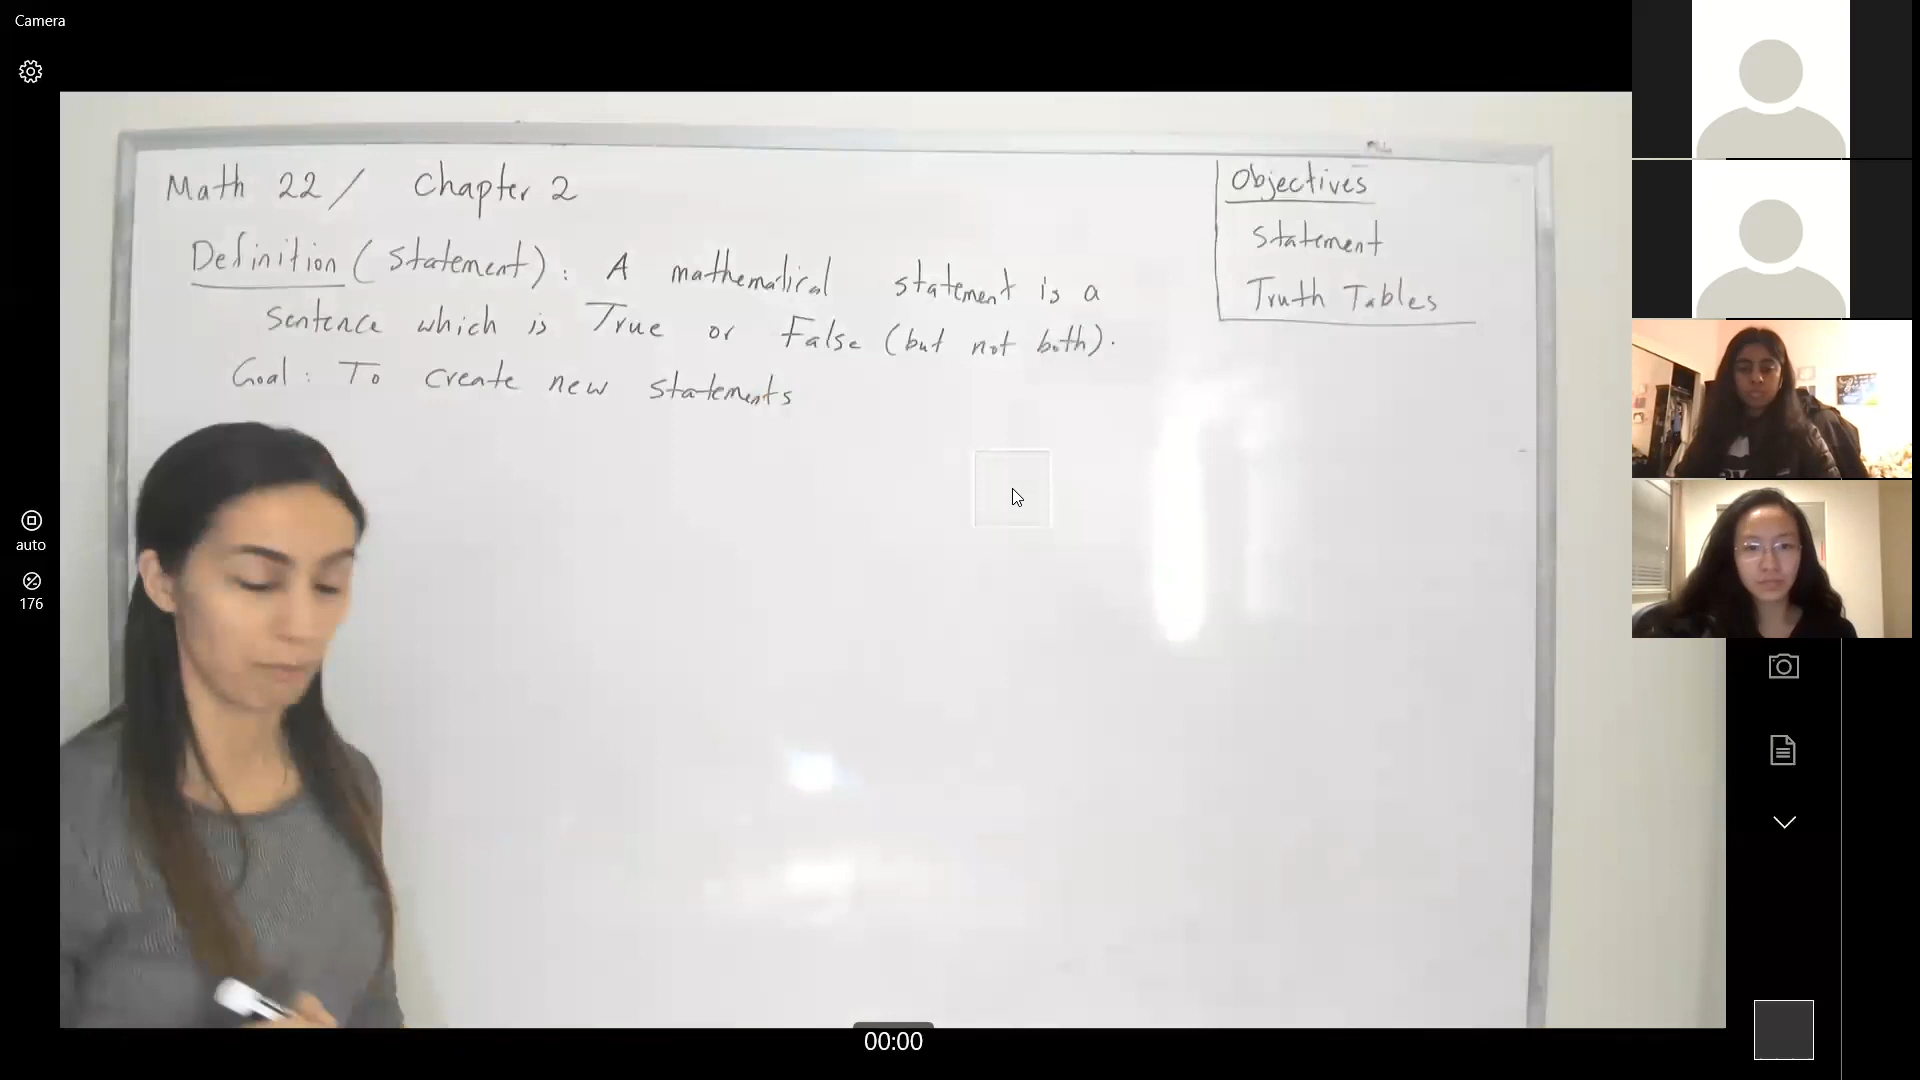 Camera
Math 22 / Chapter 2
Definition (statement): A mathematical statement is a
sentence which is True or False (but not both).
Goal: To create new statements
Objectives
Statement
Truth Tables
auto
176
00:00